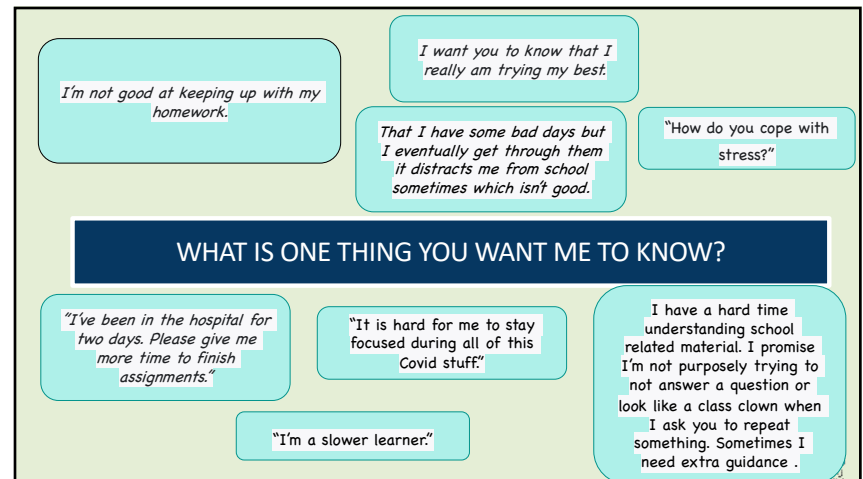 I want you to know that I
really am trying my best.
I'm not good at keeping up with my
homework.
That I have some bad days but
I eventually get through them
it distracts me from school
sometimes which isn't good.
"How do you cope with
stress?"
WHAT IS ONE THING YOU WANT ME TO KNOW?
"I've been in the hospital for
two days. Please give me
more time to finish
assignments."
"It is hard for me to stay
focused during all of this
Covid stuff."
I have a hard time
understanding school
related material. I promise
I'm not purposely trying to
not answer a question or
look like a class clown when
I ask you to repeat
something. Sometimes I
need extra guidance .
"I'm a slower learner."